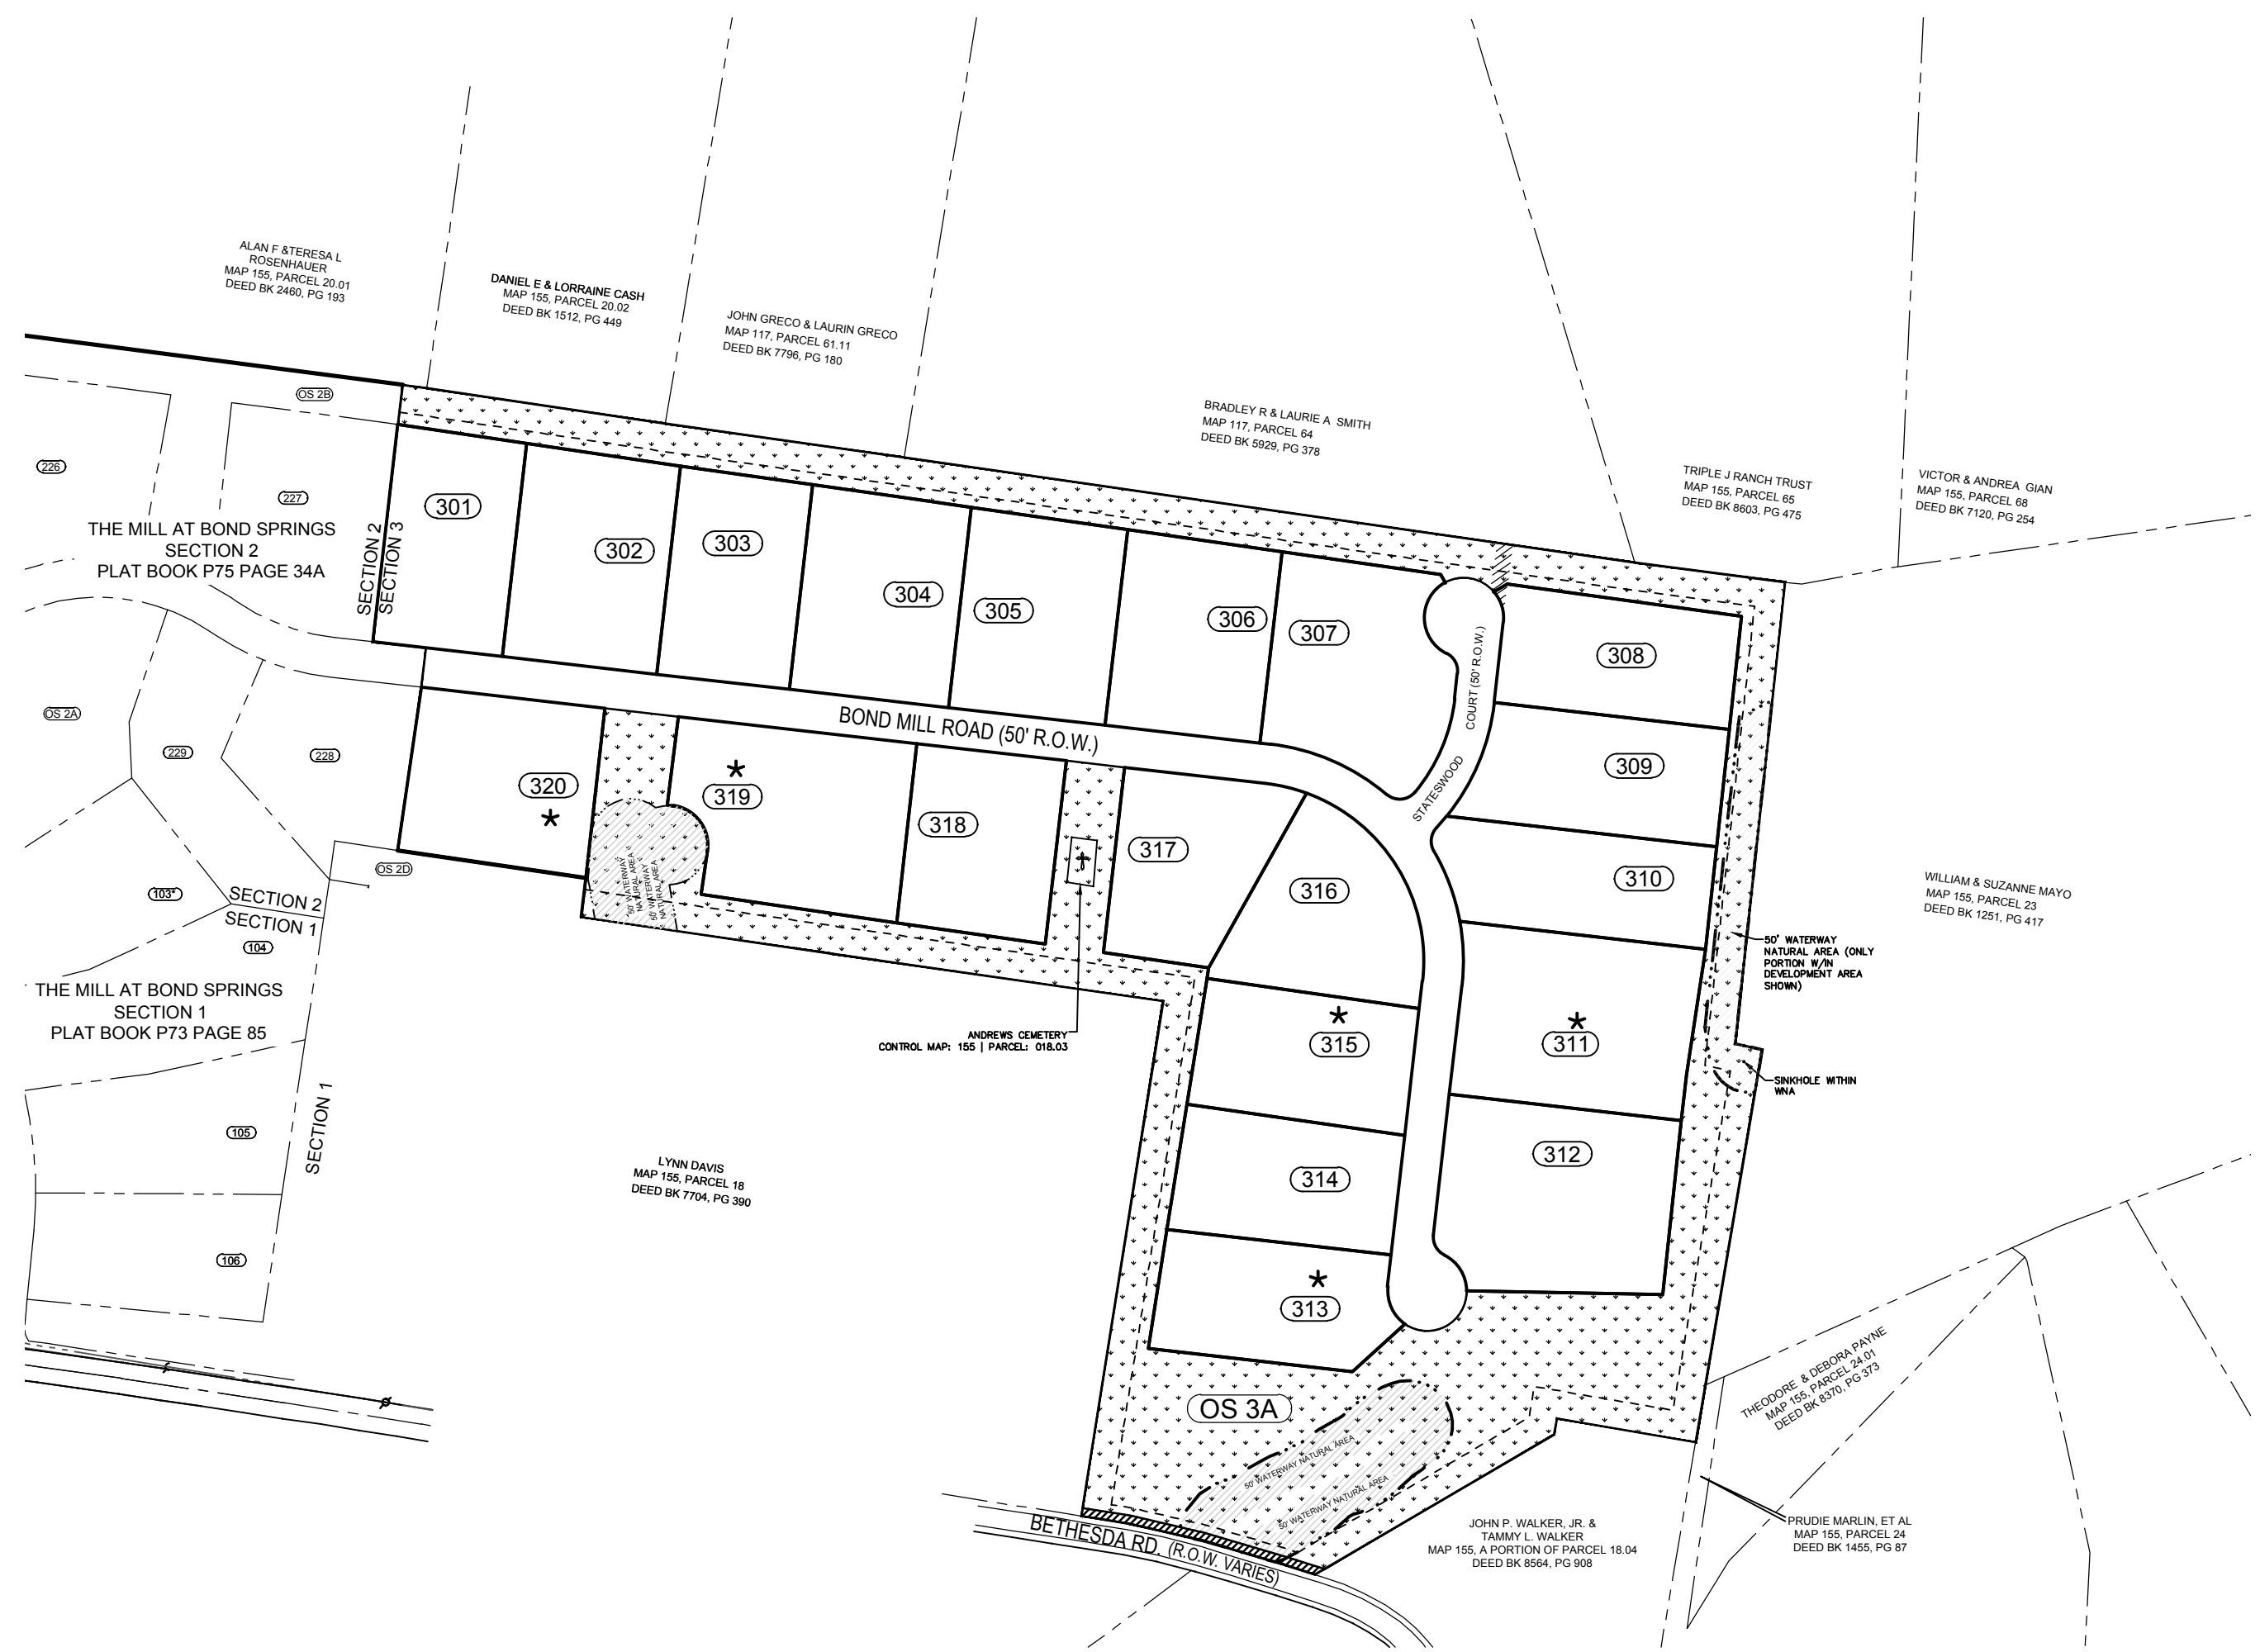 ALAN F &TERESA L
ROSENHAUER
MAP 155, PARCEL 20.01
DEED BK 2460, PG 193
DANIEL E & LORRAINE CASH
MAP 155, PARCEL 20.02
DEED BK 1512, PG 449
JOHN GRECO & LAURIN GRECO
MAP 117, PARCEL 61.11
DEED BK 7796, PG 180
BRADLEY R & LAURIE A SMITH
MAP 117, PARCEL 64
DEED BK 5929, PG 378
TRIPLE J RANCH TRUST
MAP 155, PARCEL 65
DEED BK 8603, PG 475
VICTOR & ANDREA GIAN
MAP 155, PARCEL 68
DEED BK 7120, PG 254
OS 2B
226
227
THE MILL AT BOND SPRINGS
SECTION 2
PLAT BOOK P75 PAGE 34A
SECTION 2
SECTION 3
301
302
303
304
305
306
307
308
309
310
COURT (50' R.O.W.)
STATESWOOD
BOND MILL ROAD (50' R.O.W.)
OS 2A
229
228
320
*
*
319
318
317
316
50' WATERWAY
NATURAL AREA
50' WATERWAY
NATURAL AREA
OS 2D
103*
SECTION 2
SECTION 1
104
THE MILL AT BOND SPRINGS
SECTION 1
PLAT BOOK P73 PAGE 85
SECTION 1
105
106
ANDREWS CEMETERY
CONTROL MAP: 155 | PARCEL: 018.03
WILLIAM & SUZANNE MAYO
MAP 155, PARCEL 23
DEED BK 1251, PG 417
50' WATERWAY
NATURAL AREA (ONLY
PORTION W/IN
DEVELOPMENT AREA
SHOWN)
SINKHOLE WITHIN
WNA
*
315
*
311
312
314
*
313
LYNN DAVIS
MAP 155, PARCEL 18
DEED BK 7704, PG 390
OS 3A
50' WATERWAY NATURAL AREA
50' WATERWAY NATURAL AREA
THEODORE & DEBORA PAYNE
MAP 155, PARCEL 24.01
DEED BK 8370, PG 373
BETHESDA RD. (R.O.W. VARIES)
JOHN P. WALKER, JR. &
TAMMY L. WALKER
MAP 155, A PORTION OF PARCEL 18.04
DEED BK 8564, PG 908
PRUDIE MARLIN, ET AL
MAP 155, PARCEL 24
DEED BK 1455, PG 87